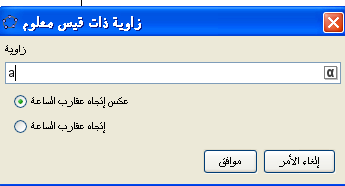 زاوية ذات قيس معلوم
زاوية
a
α
عكس إتجاه عقارب الساعة
إتجاه عقارب الساعة
إلغاء الأمر
موافق